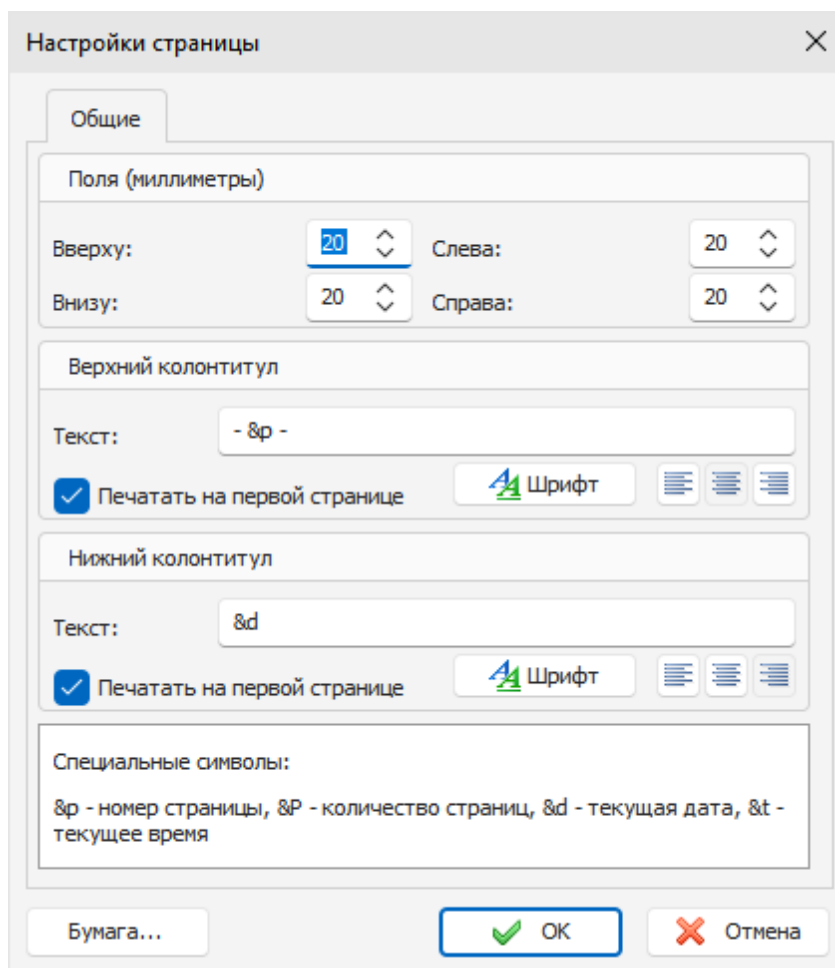 Настройки страницы
Общие
Поля (миллиметры)
Вверху: 20 Слева: 20
Внизу: 20 Справа: 20
Верхний колонтитул
Текст: - &p -
Печатать на первой странице Шрифт
Нижний колонтитул
Текст: &d
Печатать на первой странице Шрифт
Специальные символы:
&p - номер страницы, &P - количество страниц, &d - текущая дата, &t -
текущее время
Бумага... OK Отмена